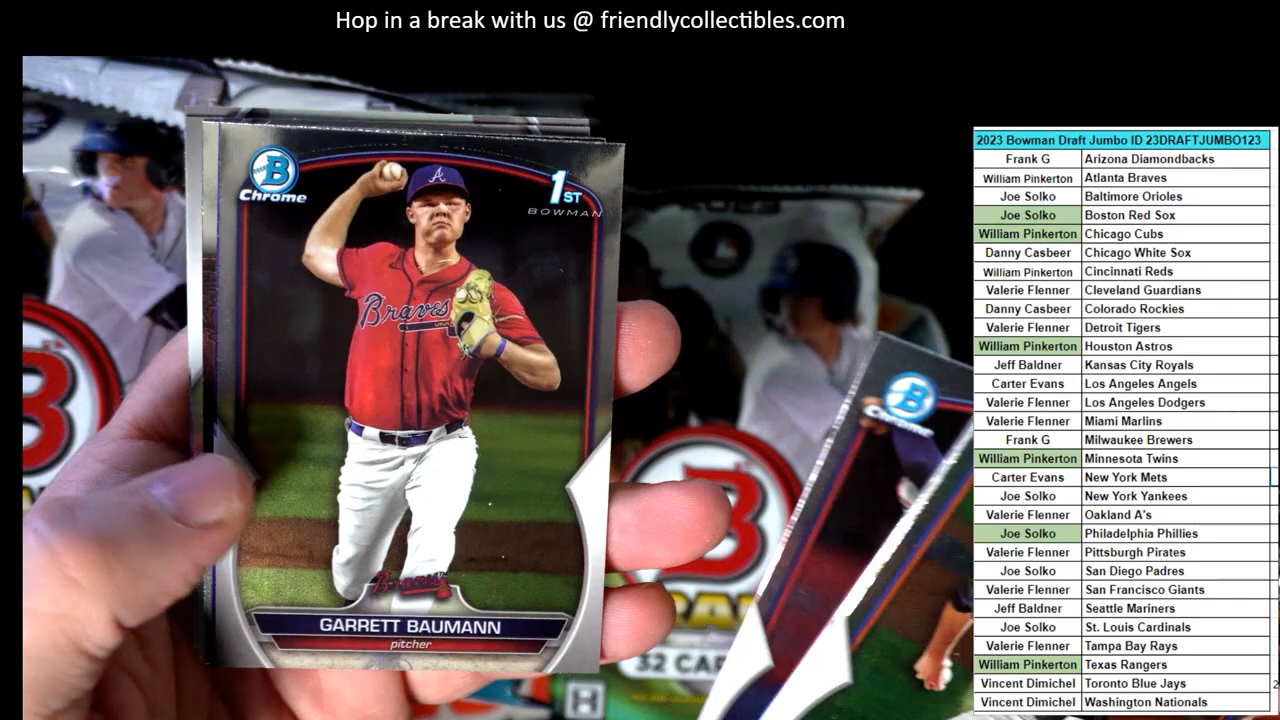 Hop in a break with us @ friendlycollectibles.com
B
Chrome
1ST
BOWMAN
Braves
Braves
GARRETT BAUMANN
pitcher
Chrome
32 CAR
2023 Bowman Draft Jumbo ID 23DRAFTJUMBO123
Frank G Arizona Diamondbacks
William Pinkerton Atlanta Braves
Joe Solko Baltimore Orioles
Joe Solko Boston Red Sox
William Pinkerton Chicago Cubs
Danny Casbeer Chicago White Sox
William Pinkerton Cincinnati Reds
Valerie Flenner Cleveland Guardians
Danny Casbeer Colorado Rockies
Valerie Flenner Detroit Tigers
William Pinkerton Houston Astros
Jeff Baldner Kansas City Royals
Carter Evans Los Angeles Angels
Valerie Flenner Los Angeles Dodgers
Valerie Flenner Miami Marlins
Frank G Milwaukee Brewers
William Pinkerton Minnesota Twins
Carter Evans New York Mets
Joe Solko New York Yankees
Valerie Flenner Oakland A's
Joe Solko Philadelphia Phillies
Valerie Flenner Pittsburgh Pirates
Joe Solko San Diego Padres
Valerie Flenner San Francisco Giants
Jeff Baldner Seattle Mariners
Joe Solko St. Louis Cardinals
Valerie Flenner Tampa Bay Rays
William Pinkerton Texas Rangers
Vincent Dimichel Toronto Blue Jays
Vincent Dimichel Washington Nationals